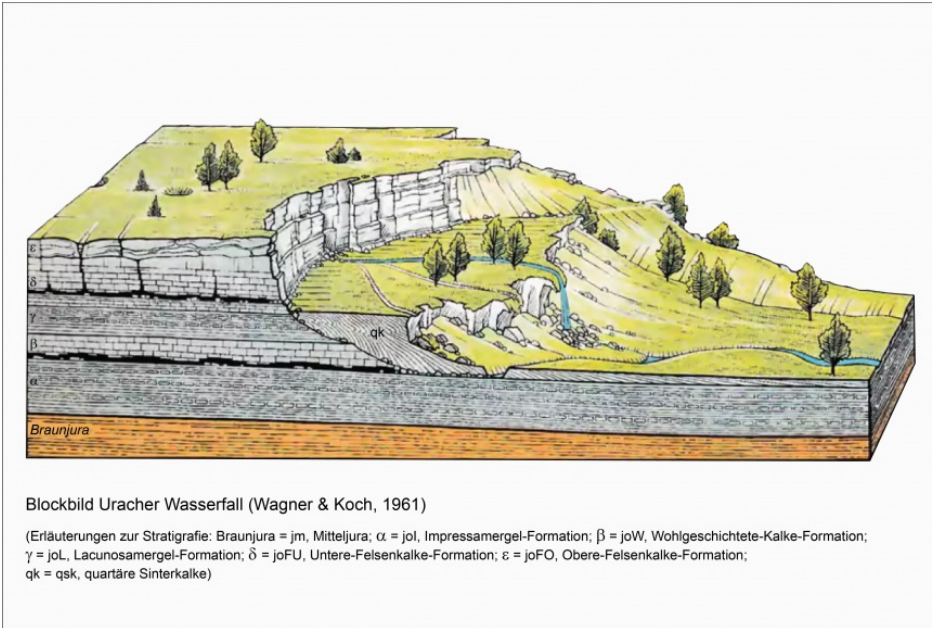 ε
δ
γ
qk
β
α
Braunjura
Blockbild Uracher Wasserfall (Wagner & Koch, 1961)
(Erläuterungen zur Stratigrafie: Braunjura = jm, Mitteljura; α = joI, Impressamergel-Formation; β = joW, Wohlgeschichtete-Kalke-Formation;
γ = joL, Lacunosamergel-Formation; δ = joFU, Untere-Felsenkalke-Formation; ε = joFO, Obere-Felsenkalke-Formation;
qk = qsk, quartäre Sinterkalke)